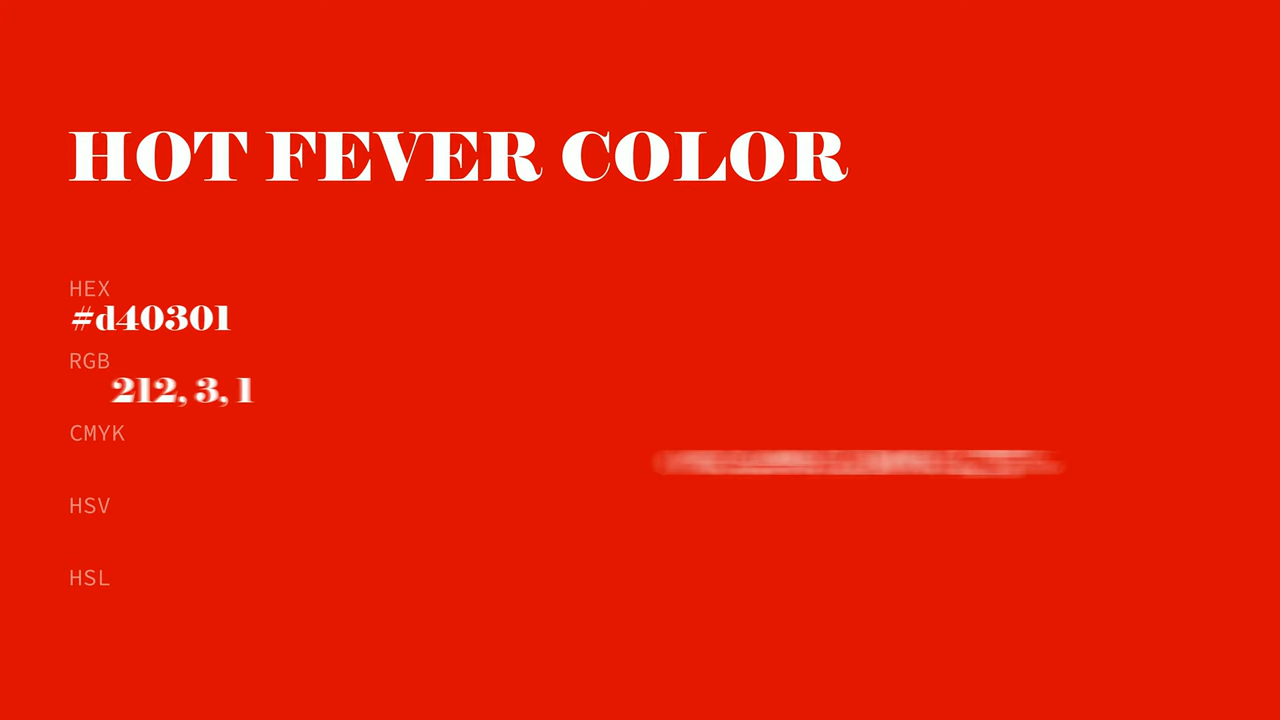 HOT FEVER COLOR
HEX
#d40301
RGB
212, 3, 1
CMYK
HSV
HSL